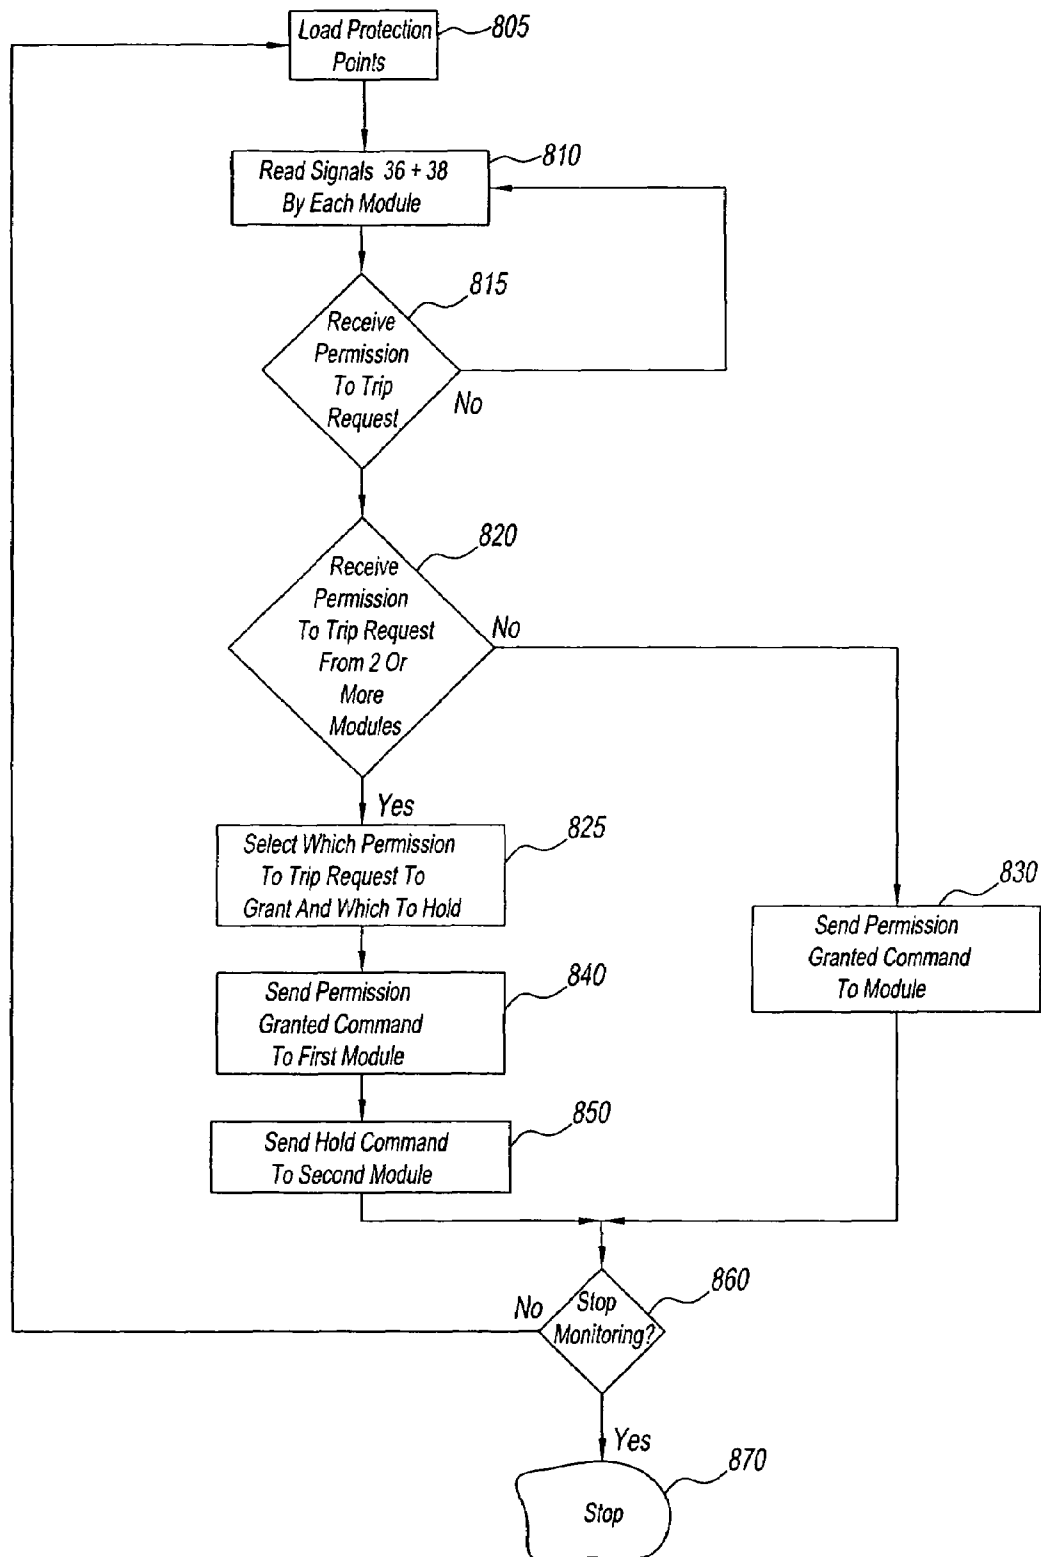 Load Protection
Points
805
Read Signals 36 + 38
By Each Module
810
Receive
Permission
To Trip
Request
815
No
Receive
Permission
To Trip Request
From 2 Or
More
Modules
820
No
Yes
Select Which Permission
To Trip Request To
Grant And Which To Hold
825
Send Permission
Granted Command
To Module
830
Send Permission
Granted Command
To First Module
840
Send Hold Command
To Second Module
850
Stop
Monitoring?
860
No
Yes
Stop
870